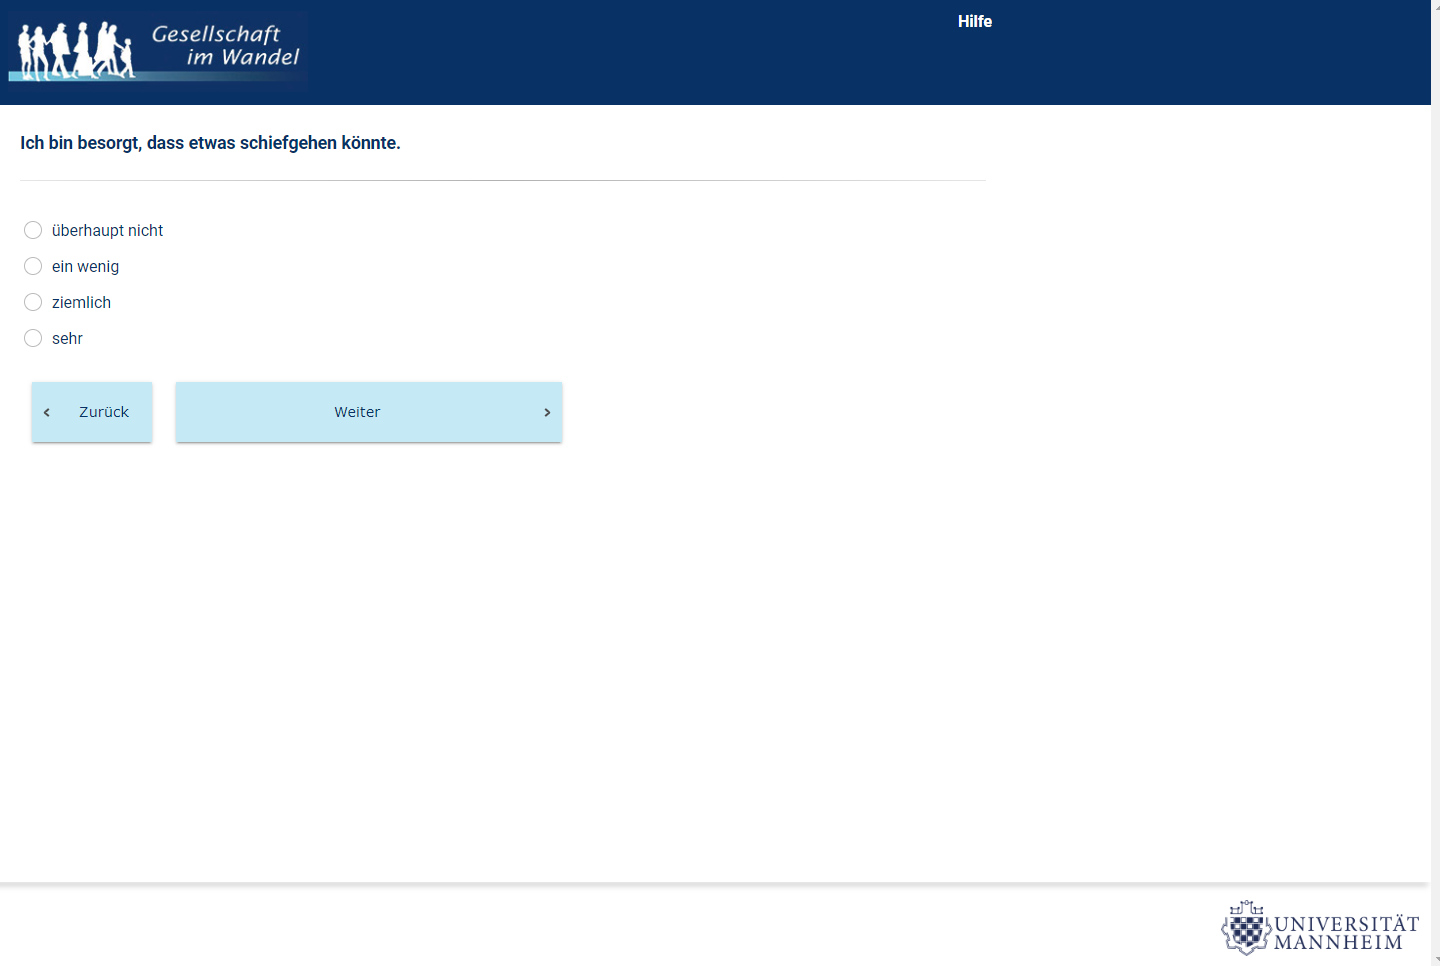 Gesellschaft
im Wandel
Hilfe
Ich bin besorgt, dass etwas schiefgehen könnte.
überhaupt nicht
ein wenig
ziemlich
sehr
Zurück
Weiter
UNIVERSITÄT
MANNHEIM